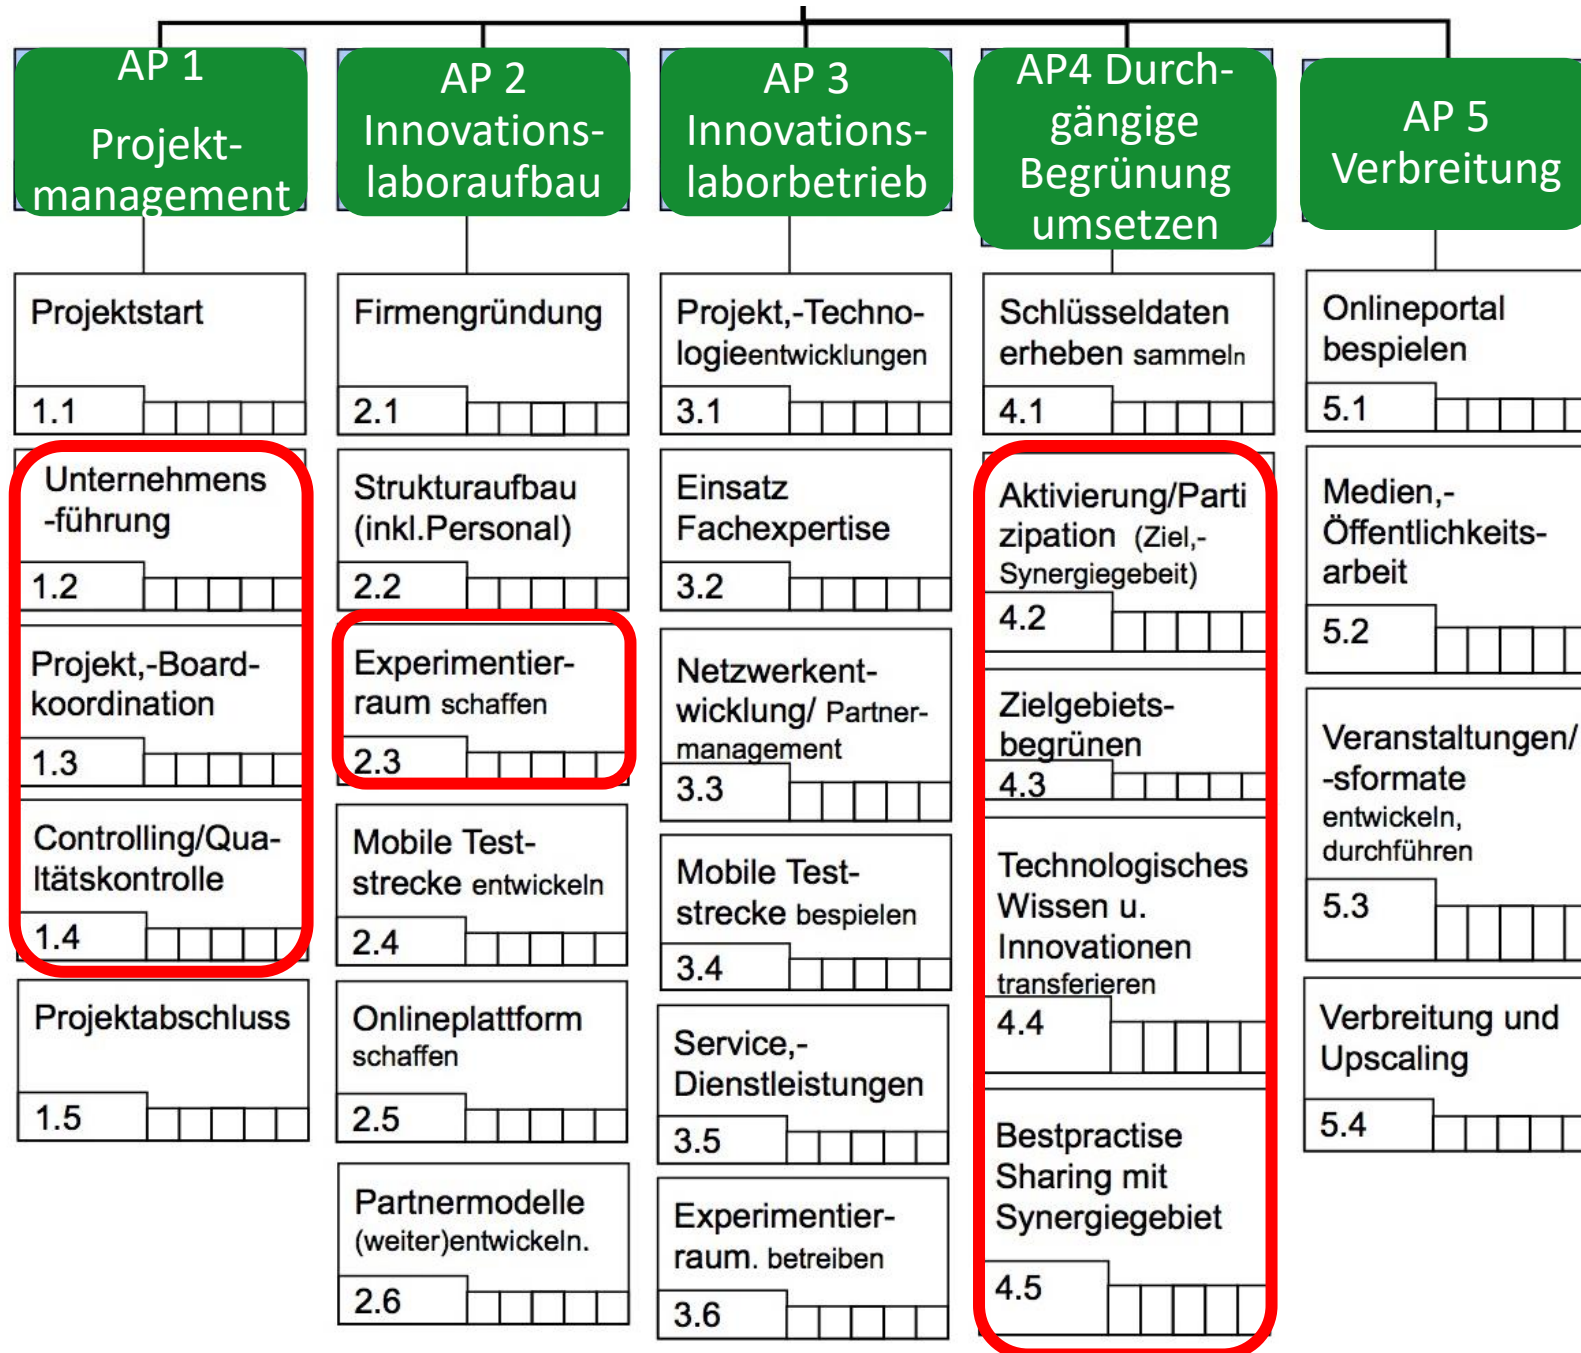 AP 1
Projekt-
management
AP 2
Innovations-
laboraufbau
AP 3
Innovations-
laborbetrieb
AP4 Durch-
gängige
Begrünung
umsetzen
AP 5
Verbreitung
Projektstart
1.1
Unternehmens
-führung
1.2
Projekt,-Board-
koordination
1.3
Controlling/Qua-
ltätskontrolle
1.4
Projektabschluss
1.5
Firmengründung
2.1
Strukturaufbau
(inkl.Personal)
2.2
Experimentier-
raum schaffen
2.3
Mobile Test-
strecke entwickeln
2.4
Onlineplattform
schaffen
2.5
Partnermodelle
(weiter)entwickeln.
2.6
Projekt,-Techno-
logieentwicklungen
3.1
Einsatz
Fachexpertise
3.2
Netzwerkent-
wicklung/ Partner-
management
3.3
Mobile Test-
strecke bespielen
3.4
Service,-
Dienstleistungen
3.5
Experimentier-
raum. betreiben
3.6
Schlüsseldaten
erheben sammeln
4.1
Aktivierung/Parti
zipation (Ziel,-
Synergiegebeit)
4.2
Zielgebiets-
begrünen
4.3
Technologisches
Wissen u.
Innovationen
transferieren
4.4
Bestpractise
Sharing mit
Synergiegebiet
4.5
Onlineportal
bespielen
5.1
Medien,-
Öffentlichkeits-
arbeit
5.2
Veranstaltungen/
-sformate
entwickeln,
durchführen
5.3
Verbreitung und
Upscaling
5.4